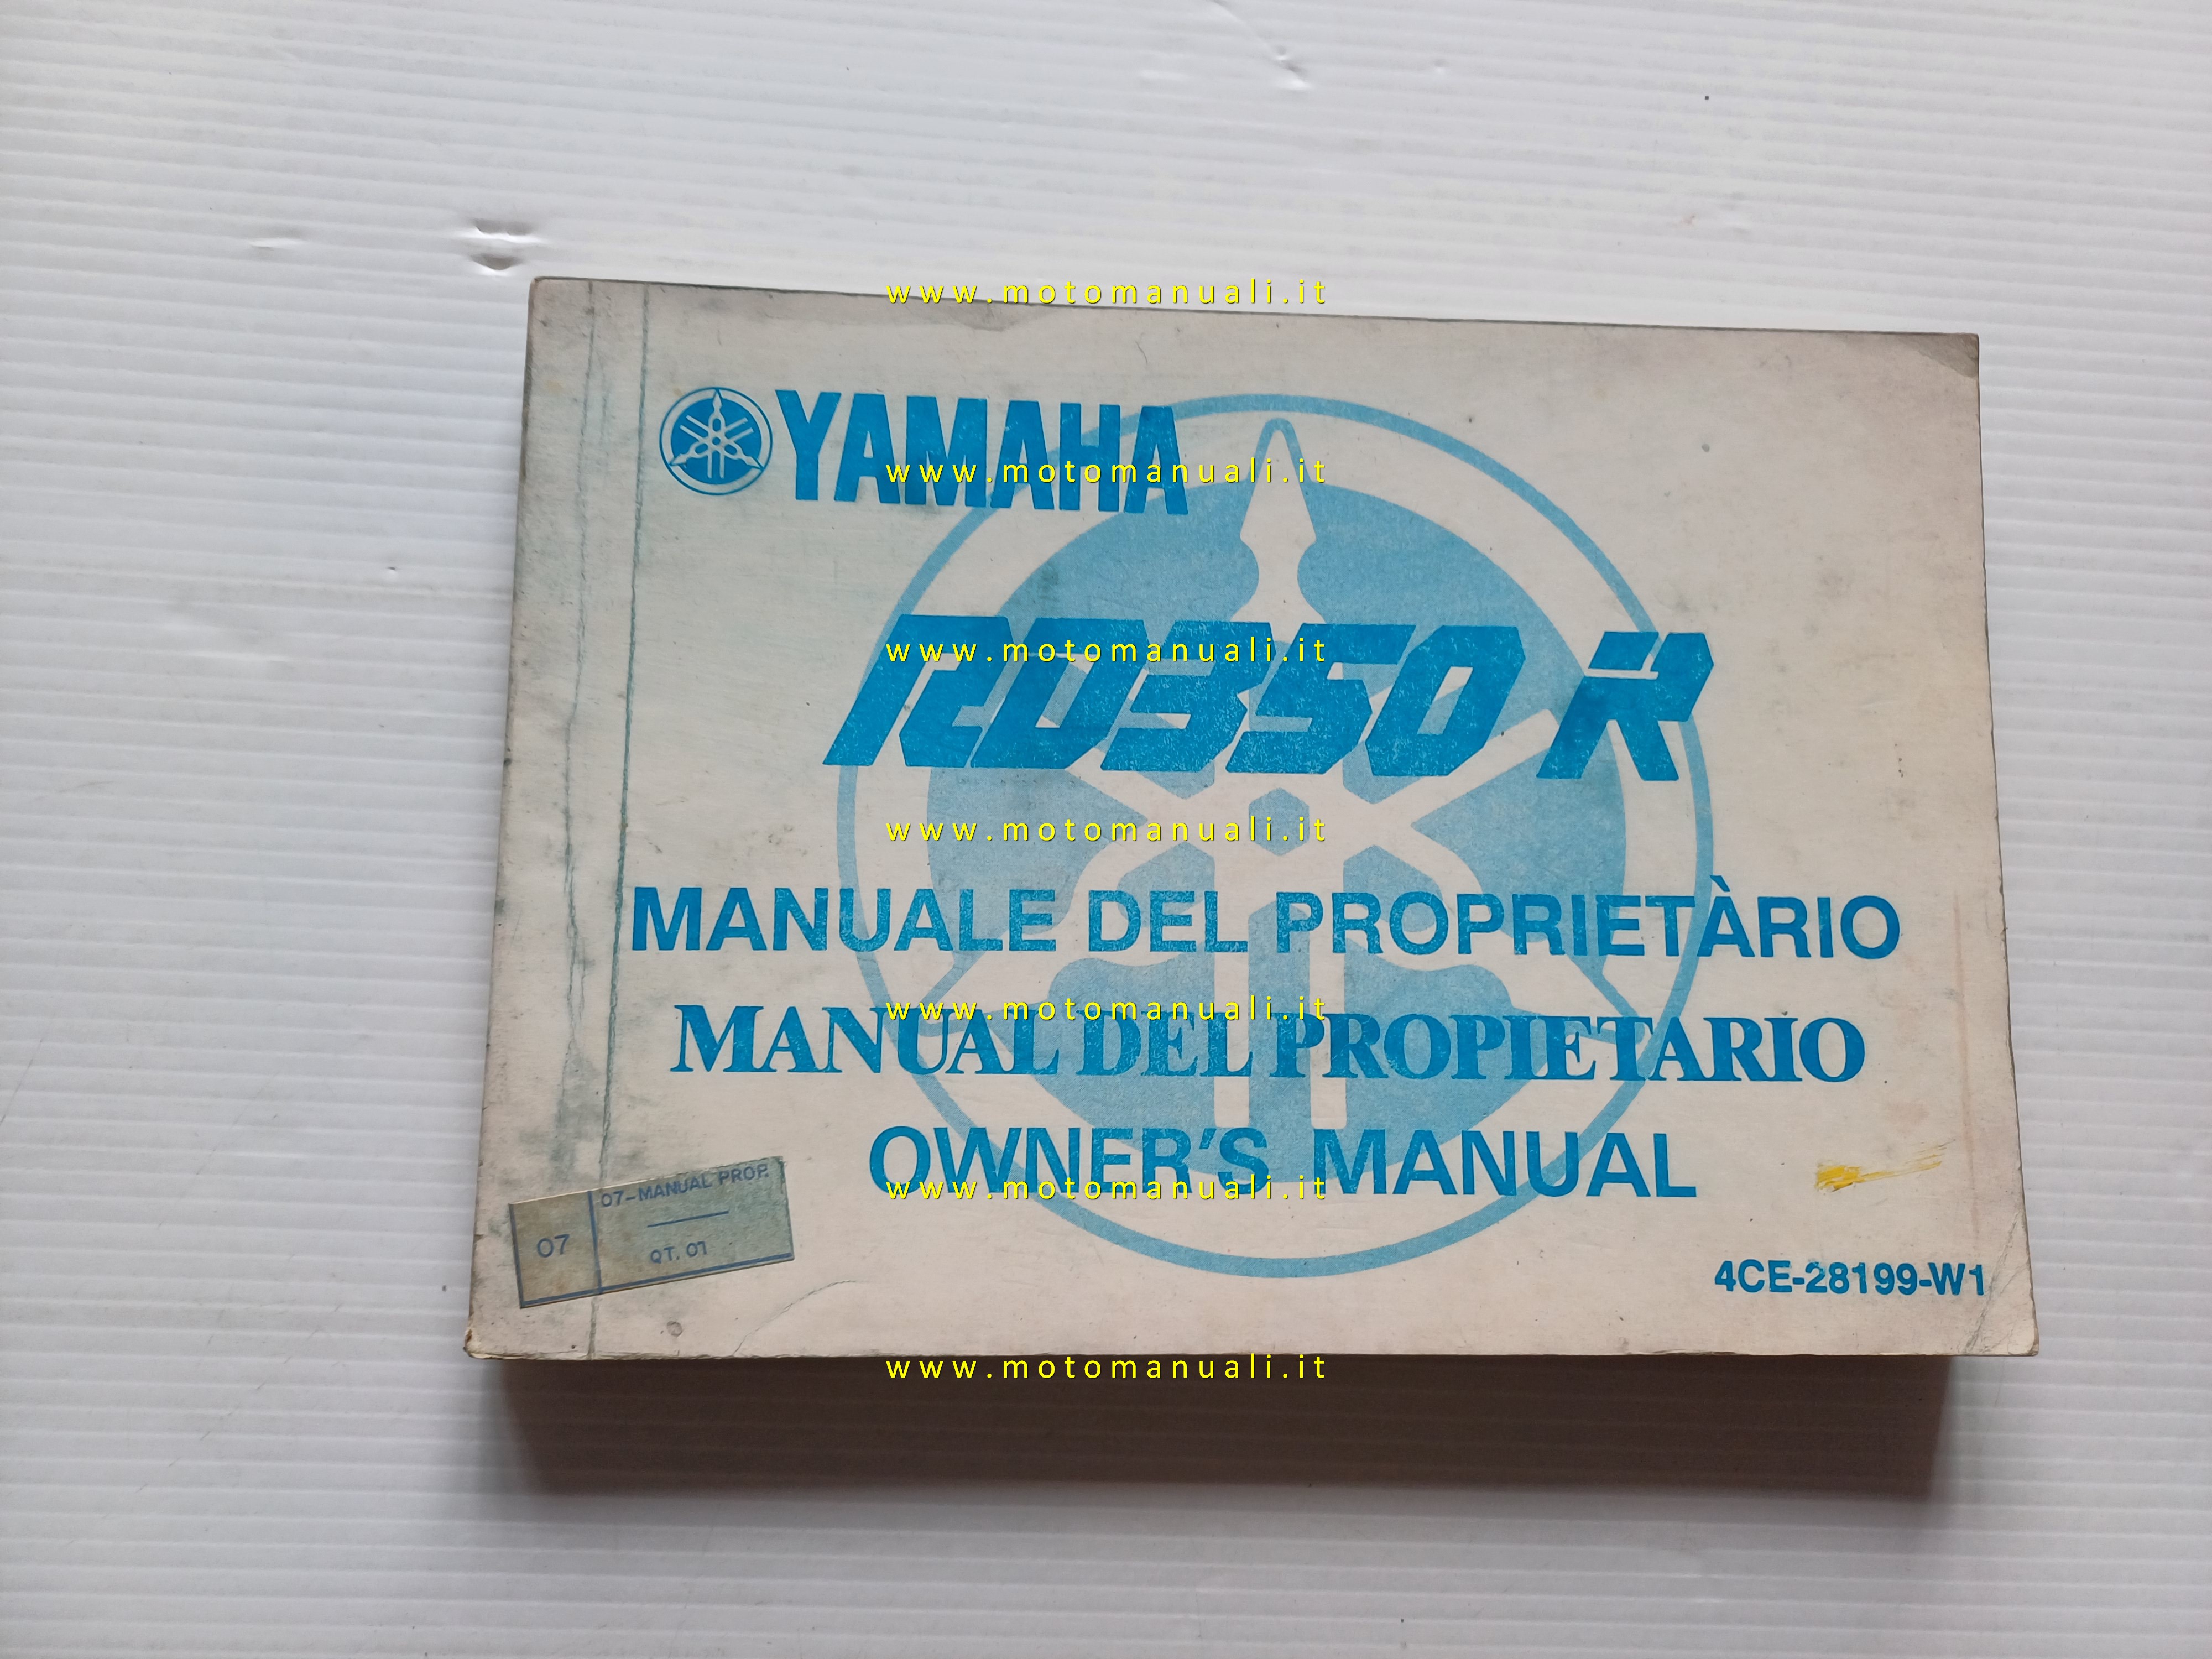 www.motomanuali.it
YAMAHA
www.motomanuali.it
RD350 R
www.motomanuali.it
www.motomanuali.it
MANUALE DEL PROPRIETÀRIO
www.motomanuali.it
MANUAL DEL PROPIETARIO
OWNER'S MANUAL
www.motomanuali.it
07-MANUAL PROP.
07
QT. 01
4CE-28199-W1
www.motomanuali.it